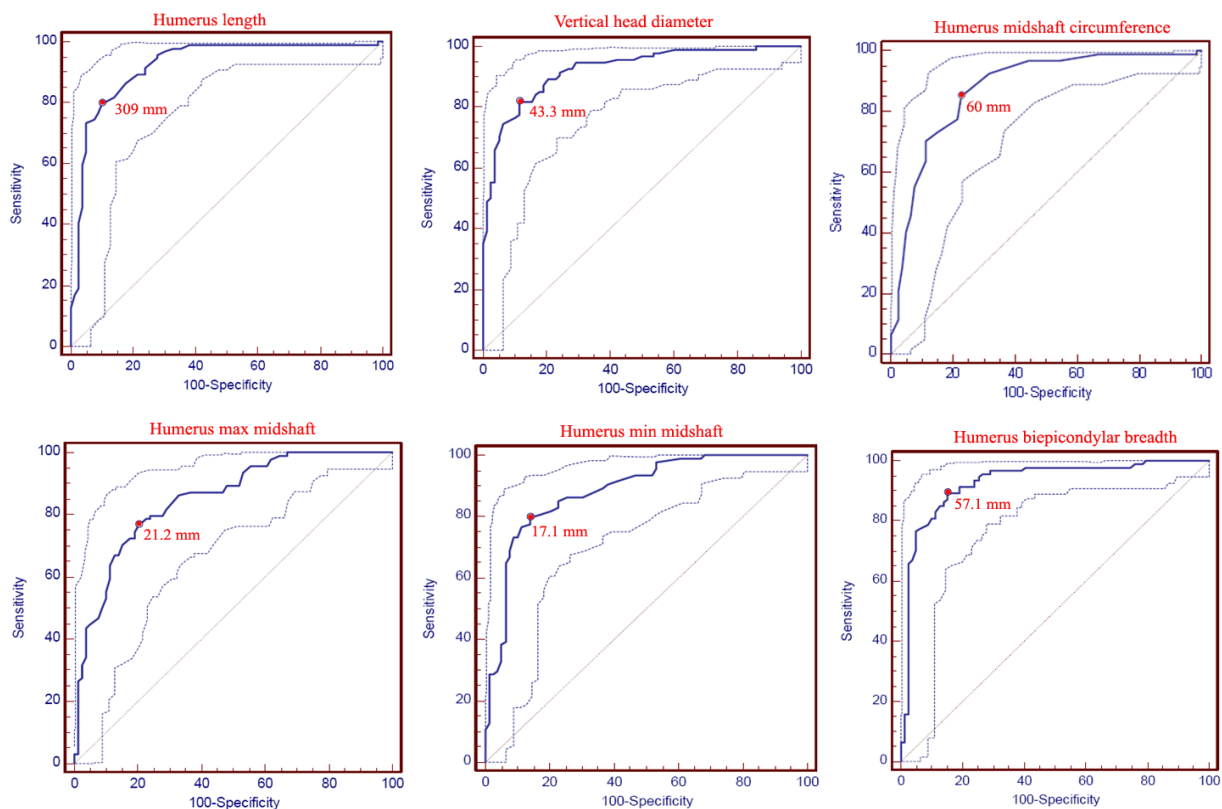 Humerus length
100
80
60
40
20
0
Sensitivity
309 mm
0 20 40 60 80 100
100-Specificity
Vertical head diameter
100
80
60
40
20
0
Sensitivity
43.3 mm
0 20 40 60 80 100
100-Specificity
Humerus midshaft circumference
100
80
60
40
20
0
Sensitivity
60 mm
0 20 40 60 80 100
100-Specificity
Humerus max midshaft
100
80
60
40
20
0
Sensitivity
21.2 mm
0 20 40 60 80 100
100-Specificity
Humerus min midshaft
100
80
60
40
20
0
Sensitivity
17.1 mm
0 20 40 60 80 100
100-Specificity
Humerus biepicondylar breadth
100
80
60
40
20
0
Sensitivity
57.1 mm
0 20 40 60 80 100
100-Specificity